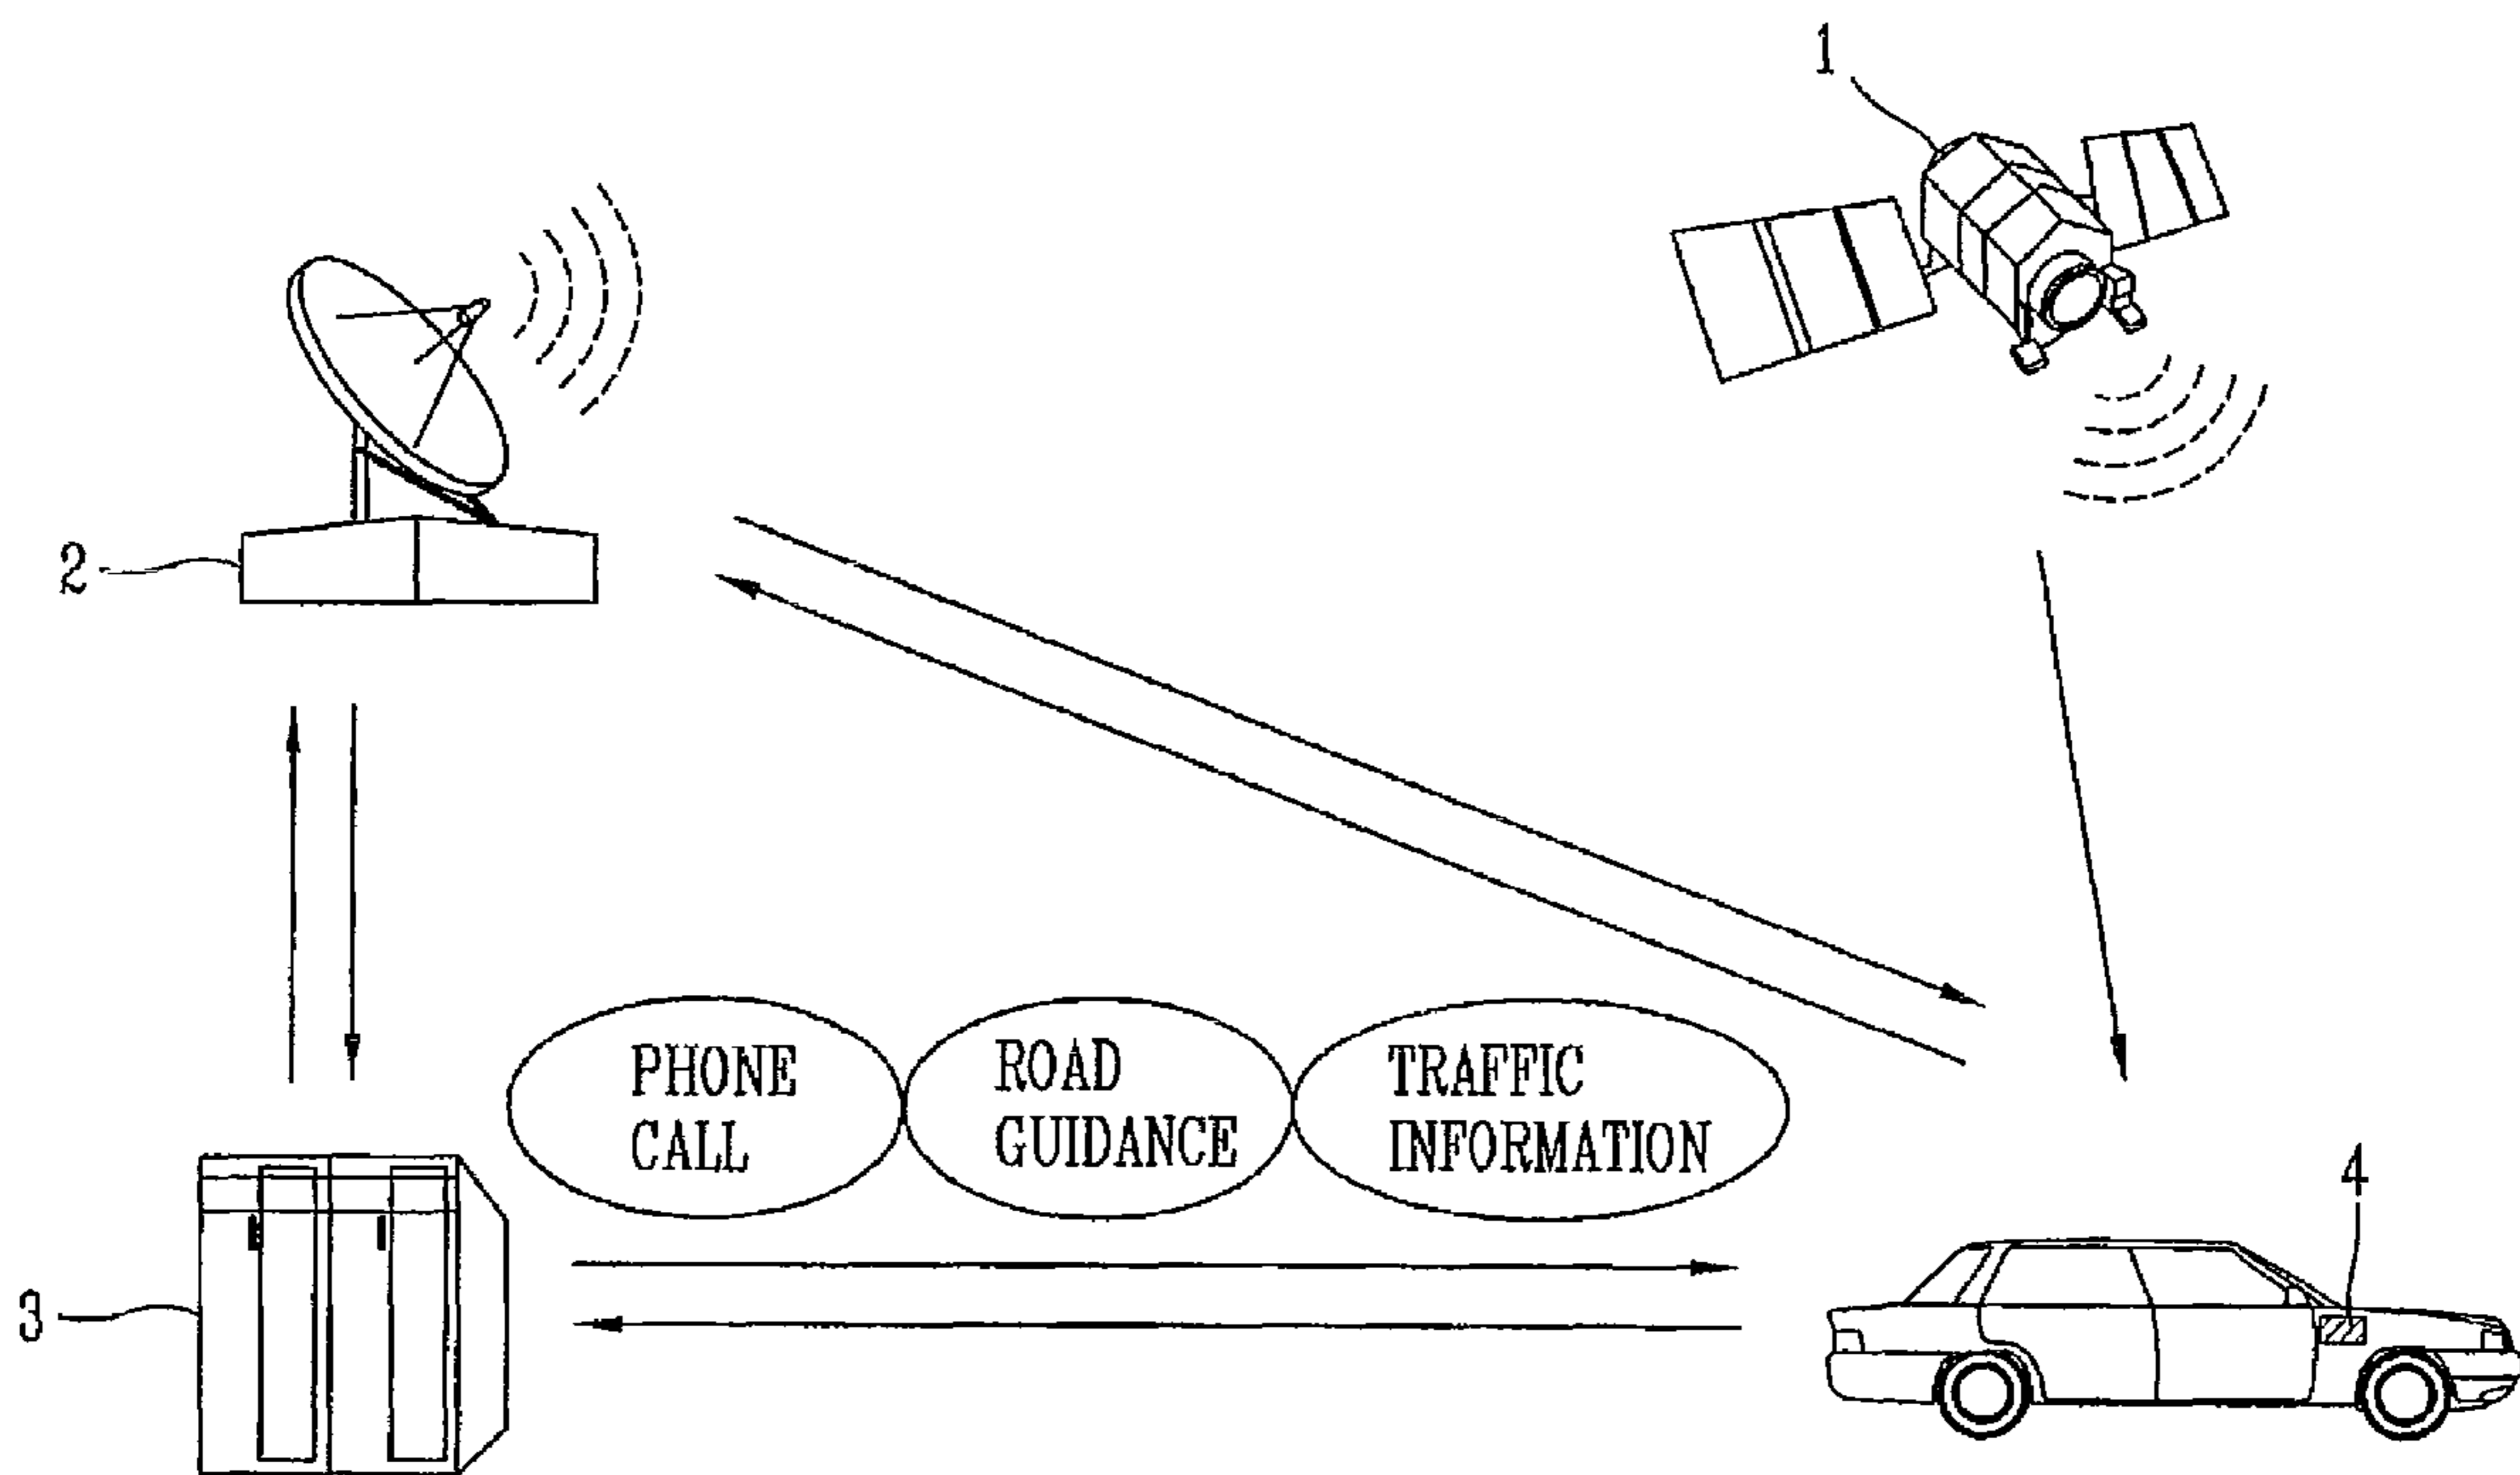 1
2
PHONE
CALL
ROAD
GUIDANCE
TRAFFIC
INFORMATION
3
4